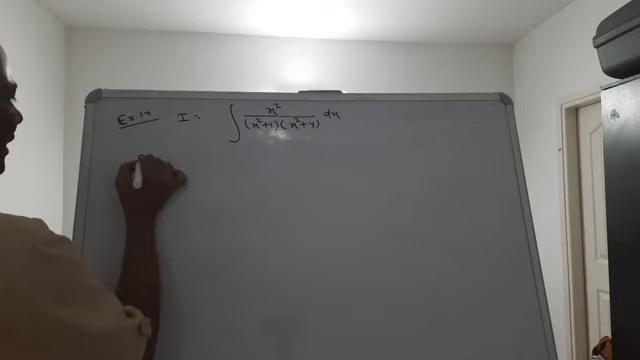 Ex.14 I = ∫ x²/((x²+1)(x²+4)) dx